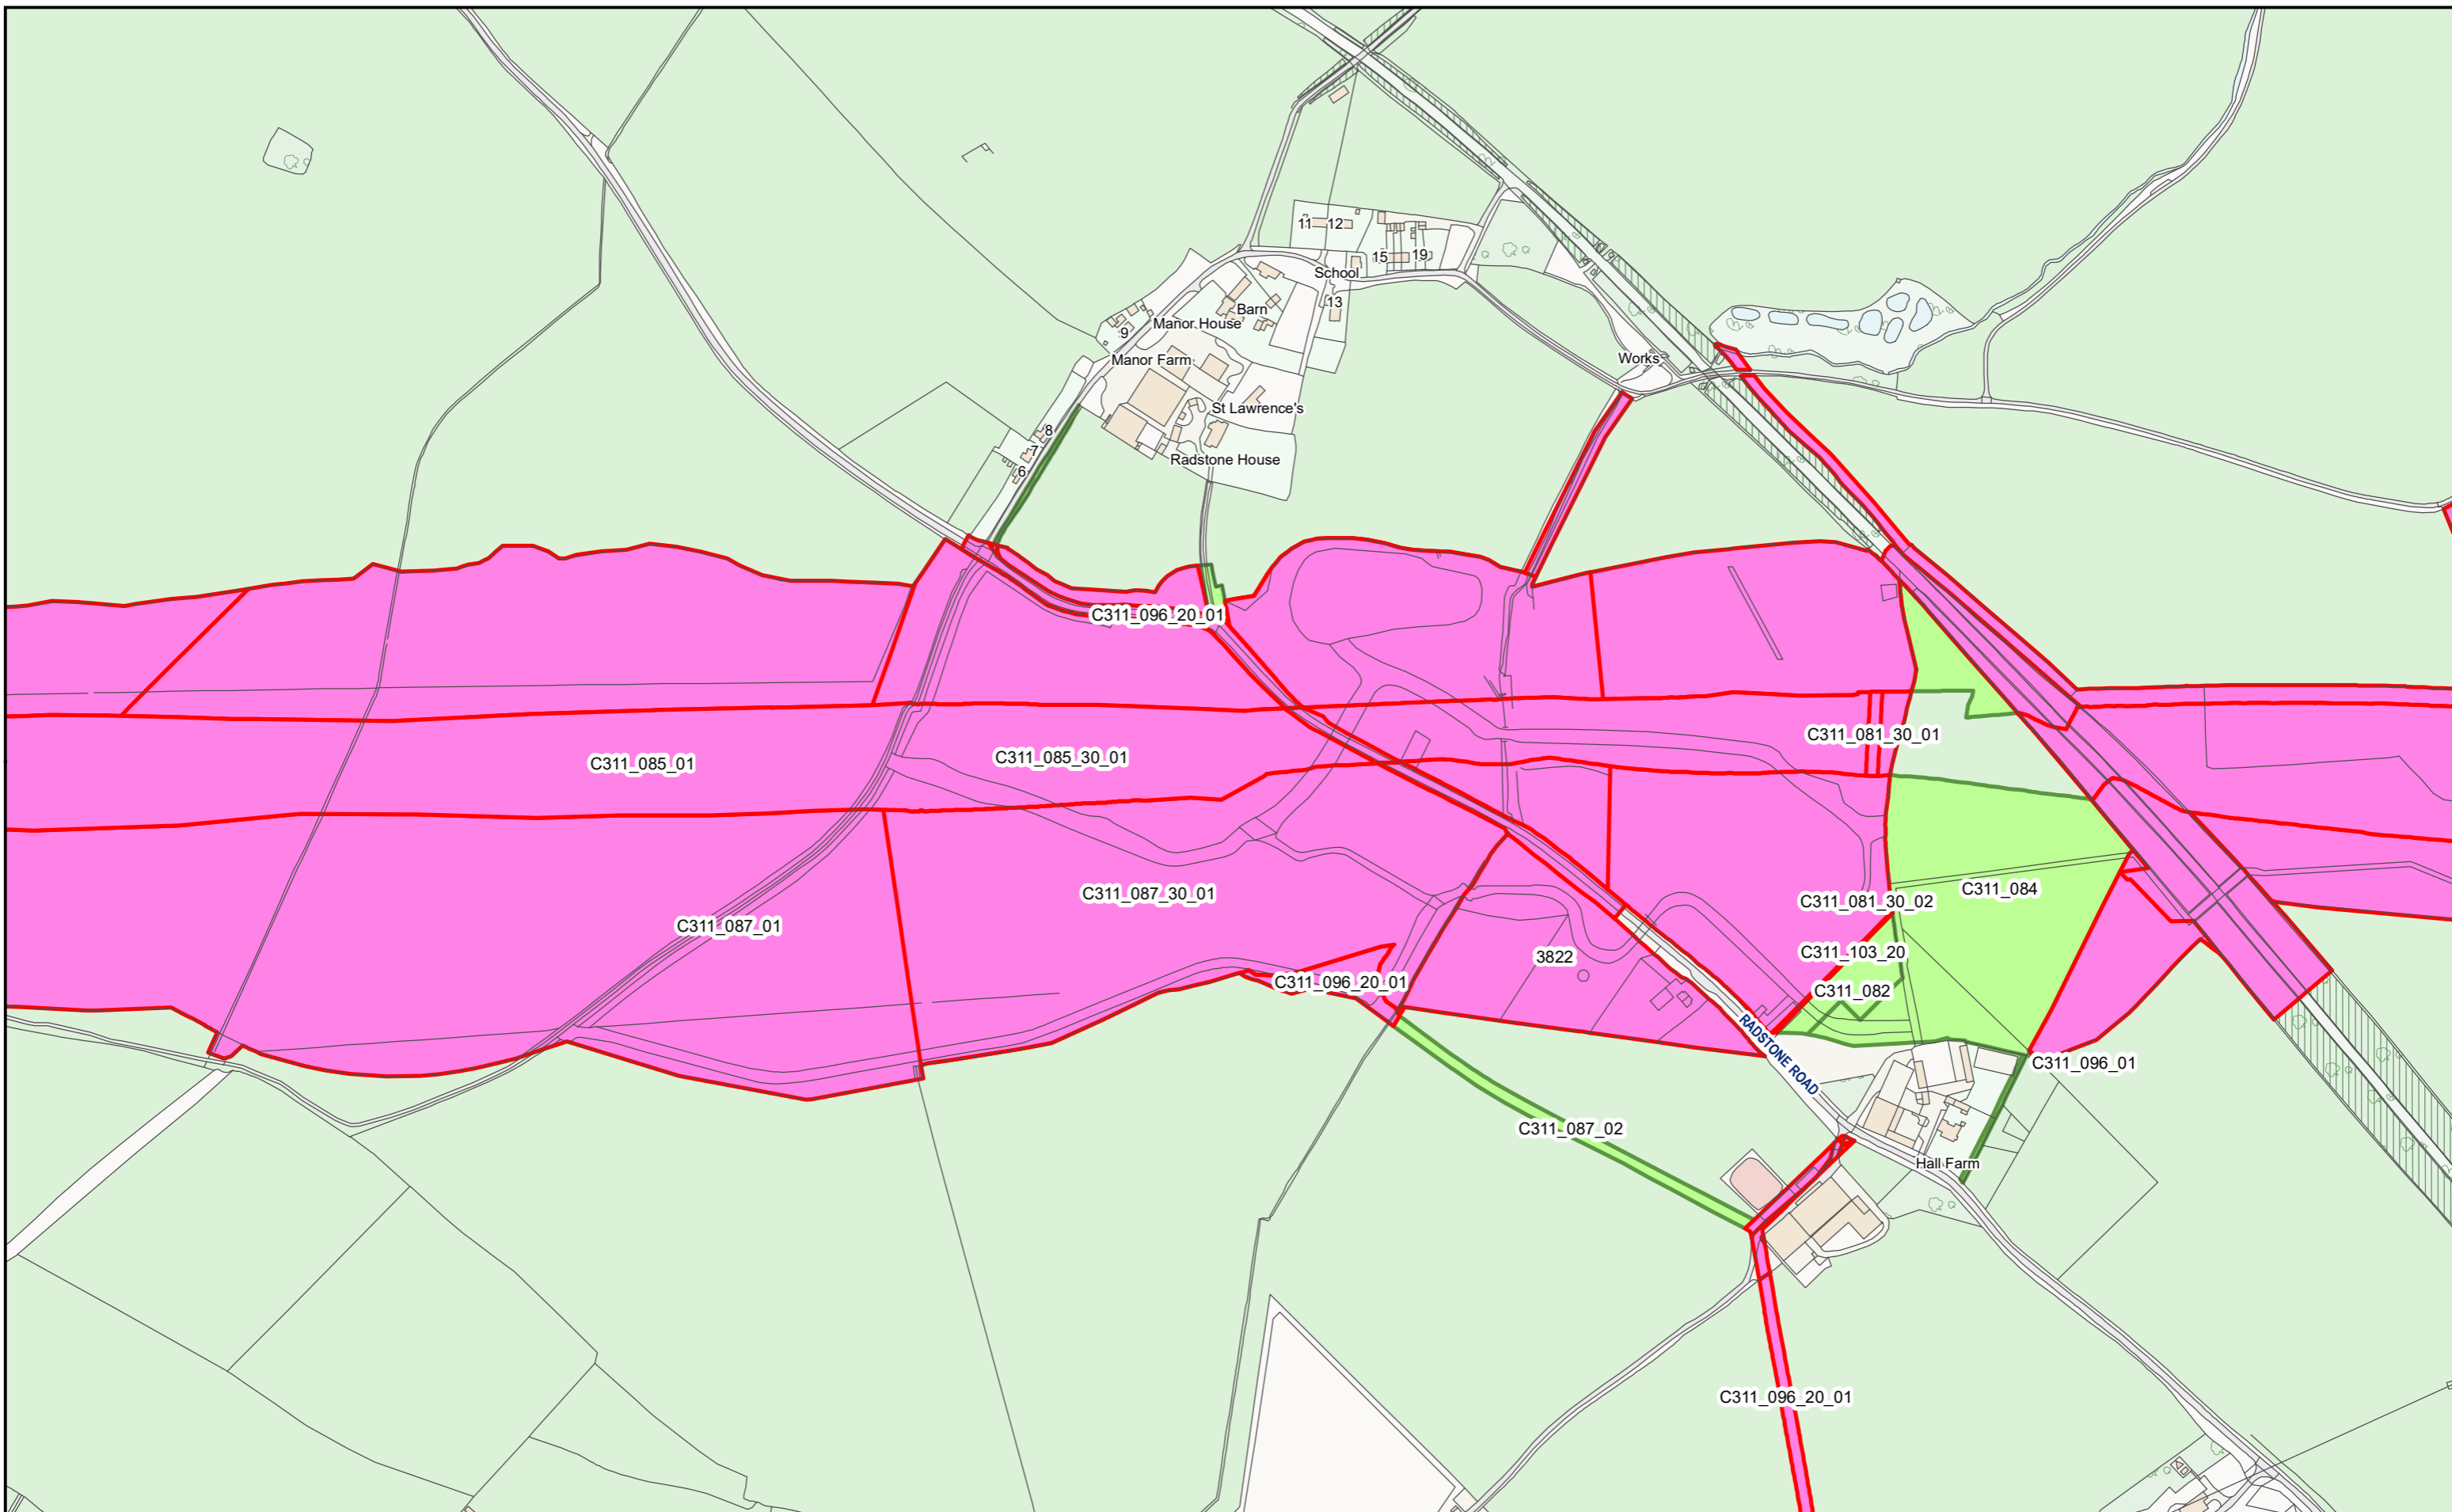 11
12
15
19
School
13
Barn
Manor House
9
Manor Farm
Works
St Lawrence's
8
7
6
Radstone House
C311_096_20_01
C311_081_30_01
C311_085_30_01
C311_085_01
C311_084
C311_087_30_01
C311_081_30_02
C311_087_01
C311_103_20
3822
C311_096_20_01
C311_082
RADSTONE ROAD
C311_096_01
C311_087_02
Hall Farm
C311_096_20_01